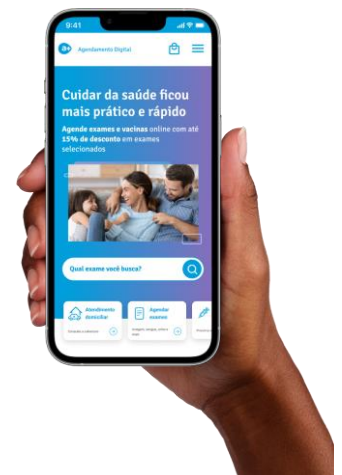 9:41
a+ Agendamento Digital
Cuidar da saúde ficou
mais prático e rápido
Agende exames e vacinas online com até
15% de desconto em exames
selecionados
Qual exame você busca?
Atendimento
domiciliar
Agendar
exames